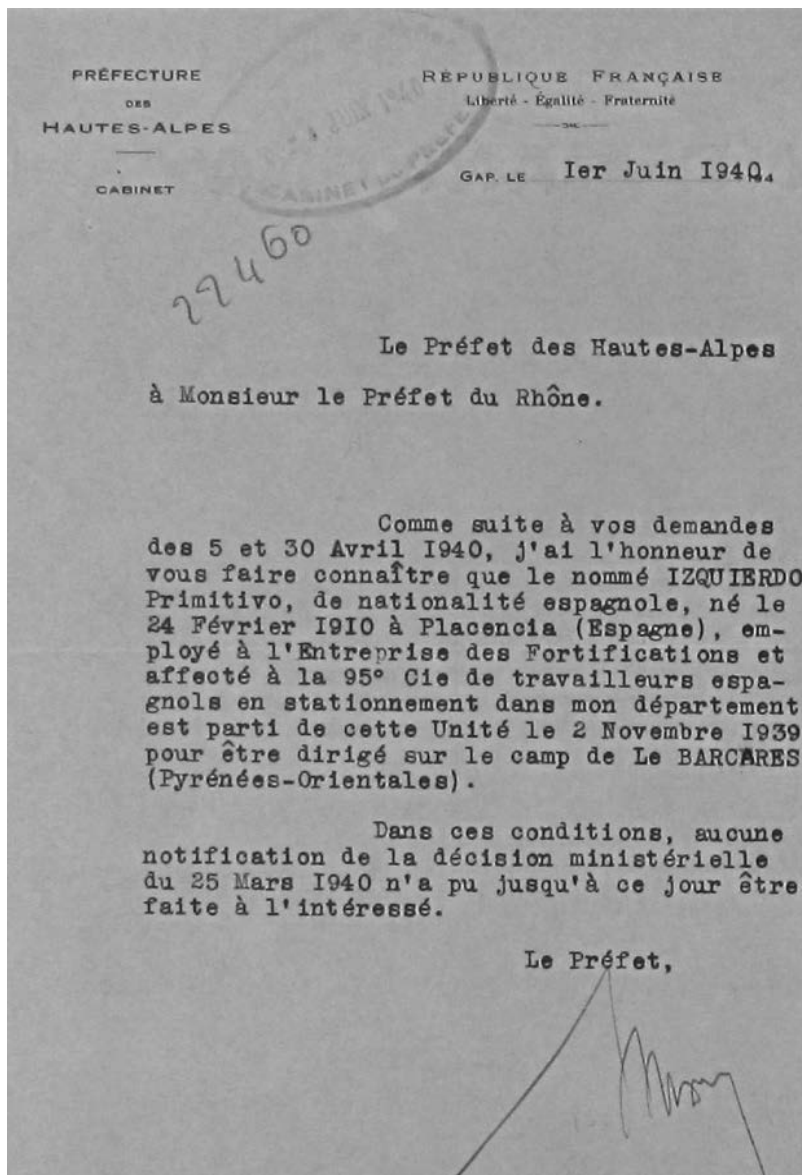 PRÉFECTURE
DES
HAUTES-ALPES
CABINET
RÉPUBLIQUE FRANÇAISE
Liberté - Égalité - Fraternité
GAP, LE Ier Juin I940.
CABINET DU PRÉFET
22460
Le Préfet des Hautes-Alpes
à Monsieur le Préfet du Rhône.
Comme suite à vos demandes
des 5 et 30 Avril I940, j'ai l'honneur de
vous faire connaître que le nommé IZQUIERDO
Primitivo, de nationalité espagnole, né le
24 Février I9I0 à Placencia (Espagne), em-
ployé à l'Entreprise des Fortifications et
affecté à la 95° Cie de travailleurs espa-
gnols en stationnement dans mon département
est parti de cette Unité le 2 Novembre I939
pour être dirigé sur le camp de Le BARCARES
(Pyrénées-Orientales).
Dans ces conditions, aucune
notification de la décision ministérielle
du 25 Mars I940 n'a pu jusqu'à ce jour être
faite à l'intéressé.
Le Préfet,